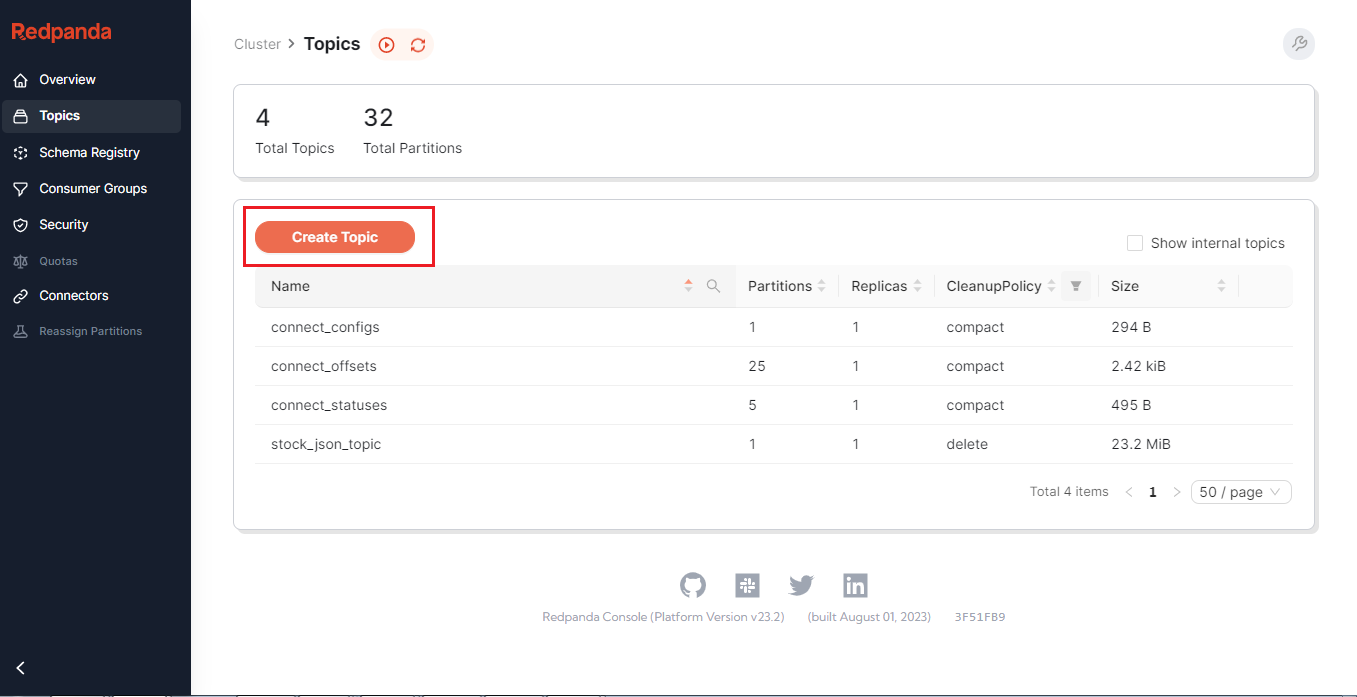 Redpanda
Overview
Topics
Schema Registry
Consumer Groups
Security
Quotas
Connectors
Reassign Partitions
Cluster > Topics
4 32
Total Topics Total Partitions
Create Topic
Show internal topics
Name Partitions Replicas CleanupPolicy Size
connect_configs 1 1 compact 294 B
connect_offsets 25 1 compact 2.42 kiB
connect_statuses 5 1 compact 495 B
stock_json_topic 1 1 delete 23.2 MiB
Total 4 items < 1 > 50 / page
in
Redpanda Console (Platform Version v23.2) (built August 01, 2023) 3F51FB9